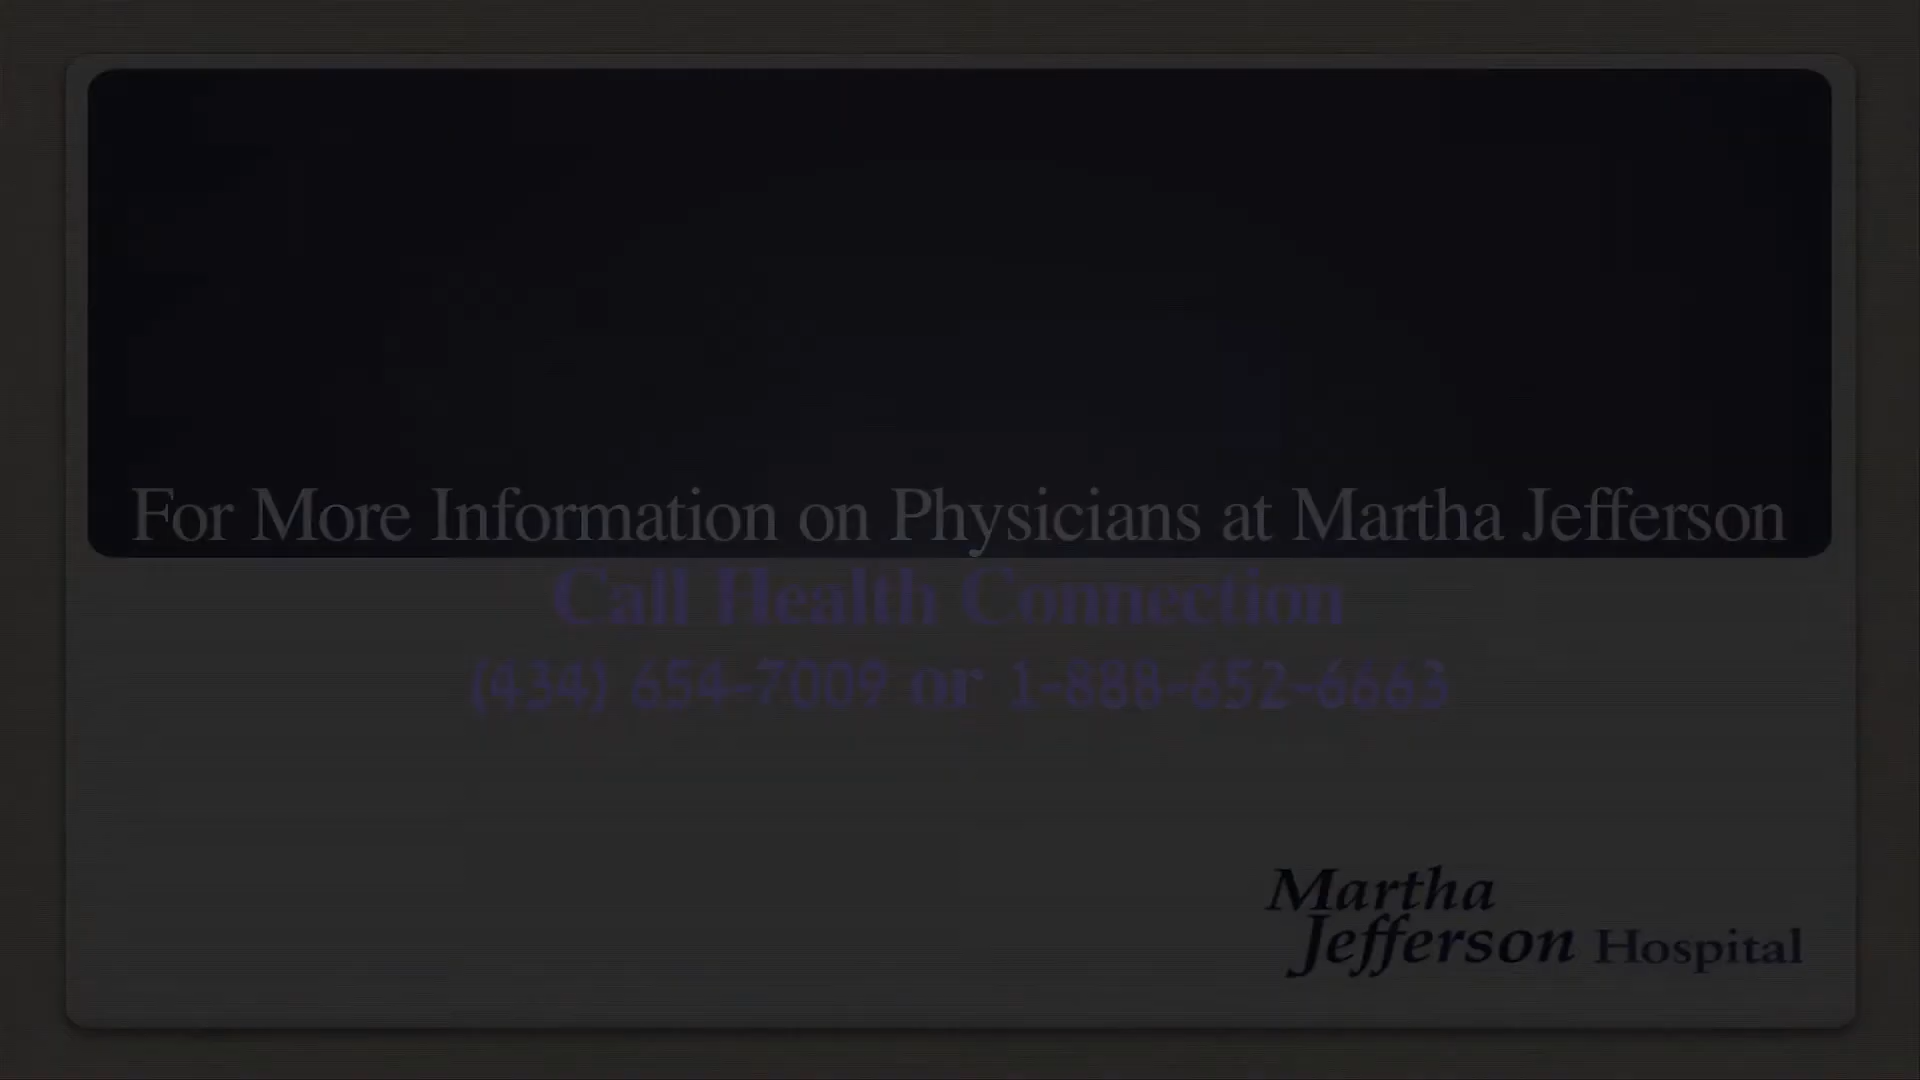 For More Information on Physicians at Martha Jefferson
Call Health Connection
(434) 654-7009 or 1-888-652-6663
Martha
Jefferson Hospital